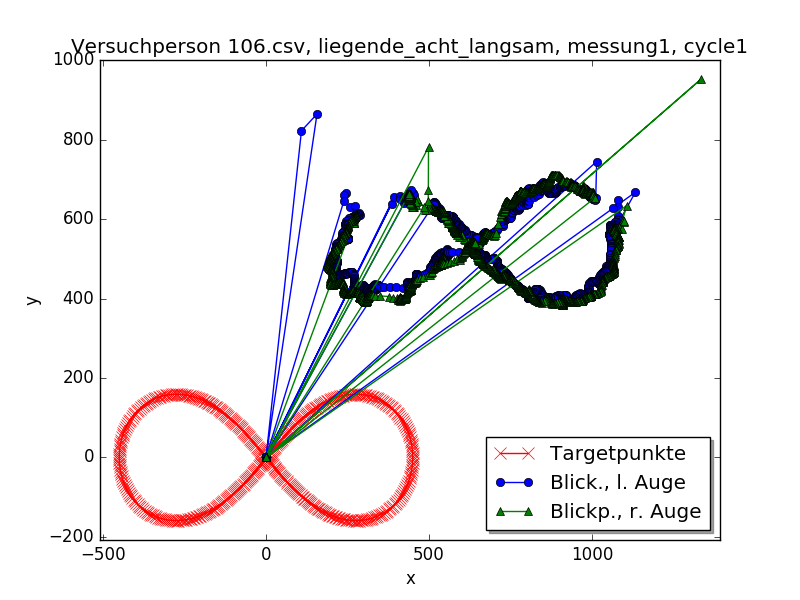 Versuchperson 106.csv, liegende_acht_langsam, messung1, cycle1
1000
800
600
400
200
0
−200
y
−500
0
500
1000
x
Targetpunkte
Blick., l. Auge
Blickp., r. Auge